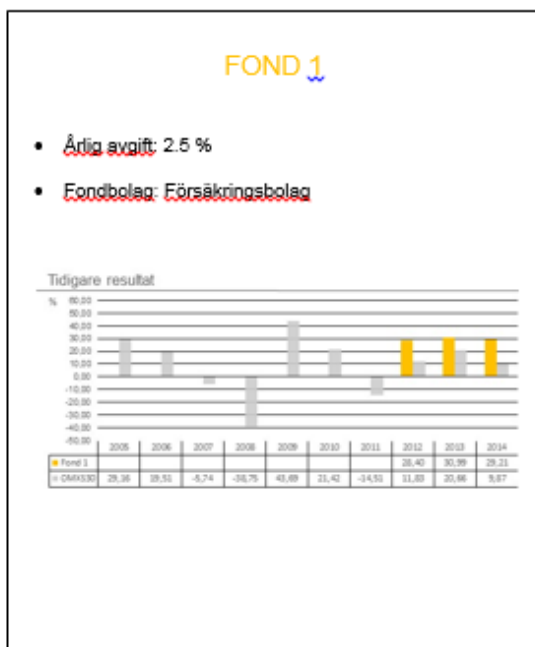 FOND 1
• Årlig avgift: 2.5 %
• Fondbolag: Försäkringsbolag
Tidigare resultat
%
60,00
50,00
40,00
30,00
20,00
10,00
0,00
-10,00
-20,00
-30,00
-40,00
-50,00
2005 2006 2007 2008 2009 2010 2011 2012 2013 2014
Fond 1 28,40 30,99 29,21
OMXS30 29,16 19,51 -5,74 -38,75 43,69 21,42 -14,51 11,83 20,66 9,87